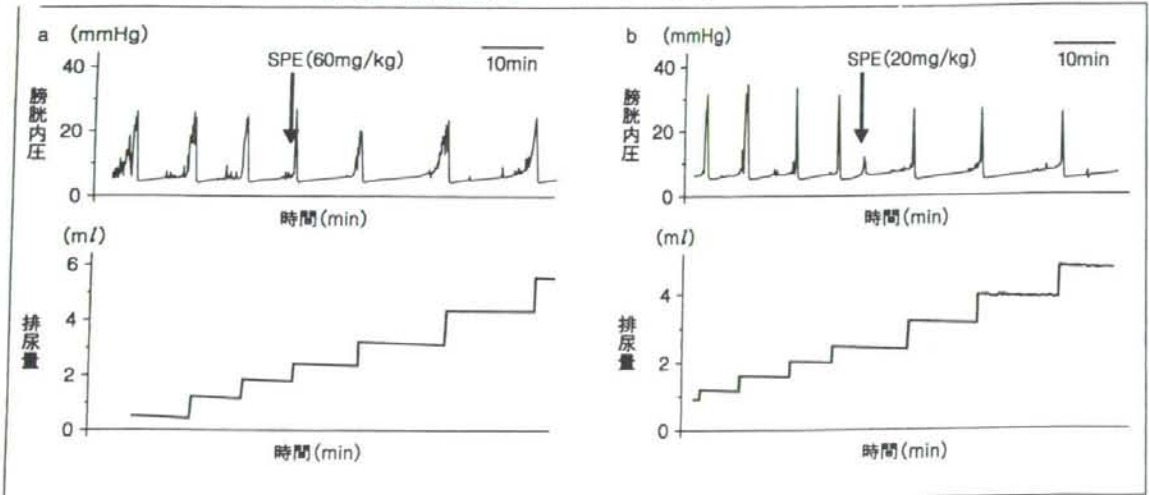 a (mmHg)
SPE(60mg/kg)
10min
40
20
0
膀胱内圧
時間(min)
(ml)
6
4
2
0
排尿量
時間(min)
b (mmHg)
SPE(20mg/kg)
10min
40
20
0
膀胱内圧
時間(min)
(ml)
4
2
0
排尿量
時間(min)